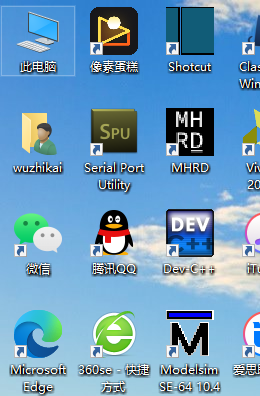 此电脑
像素蛋糕
Shotcut
Clas
Win
wuzhikai
SPU
Serial Port
Utility
MH
RD
MHRD
Viv
20
微信
腾讯QQ
DEV
C++
Dev-C++
iTu
Microsoft
Edge
360se - 快捷
方式
M
Modelsim
SE-64 10.4
爱思助